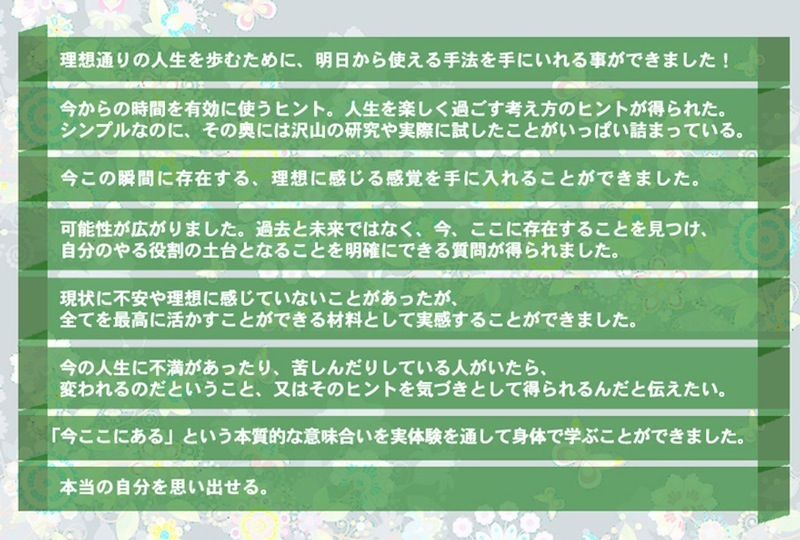 理想通りの人生を歩むために、明日から使える手法を手にいれる事ができました！
今からの時間を有効に使うヒント。人生を楽しく過ごす考え方のヒントが得られた。
シンプルなのに、その奥には沢山の研究や実際に試したことがいっぱい詰まっている。
今この瞬間に存在する、理想に感じる感覚を手に入れることができました。
可能性が広がりました。過去と未来ではなく、今、ここに存在することを見つけ、
自分のやる役割の土台となることを明確にできる質問が得られました。
現状に不安や理想に感じていないことがあったが、
全てを最高に活かすことができる材料として実感することができました。
今の人生に不満があったり、苦しんだりしている人がいたら、
変われるのだということ、又はそのヒントを気づきとして得られるんだと伝えたい。
「今ここにある」という本質的な意味合いを実体験を通して身体で学ぶことができました。
本当の自分を思い出せる。